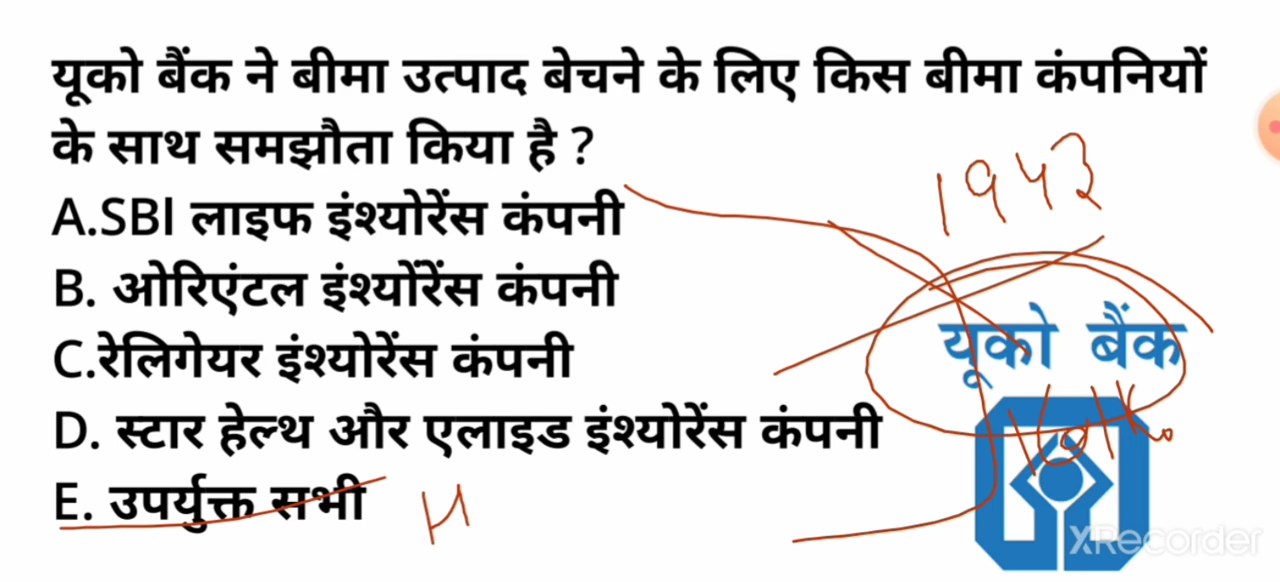 यूको बैंक ने बीमा उत्पाद बेचने के लिए किस बीमा कंपनियों
के साथ समझौता किया है ?
A.SBI लाइफ इंश्योरेंस कंपनी
B. ओरिएंटल इंश्योरेंस कंपनी
C.रेलिगेयर इंश्योरेंस कंपनी
D. स्टार हेल्थ और एलाइड इंश्योरेंस कंपनी
E. उपर्युक्त सभी
1943
यूको बैंक
XRecorder